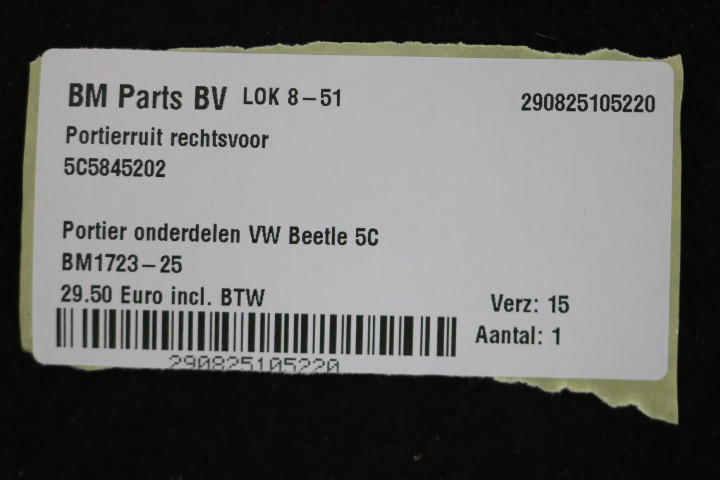 BM Parts BV LOK 8-51 290825105220
Portierruit rechtsvoor
5C5845202
Portier onderdelen VW Beetle 5C
BM1723-25
29.50 Euro incl. BTW Verz: 15
Aantal: 1
290825105220